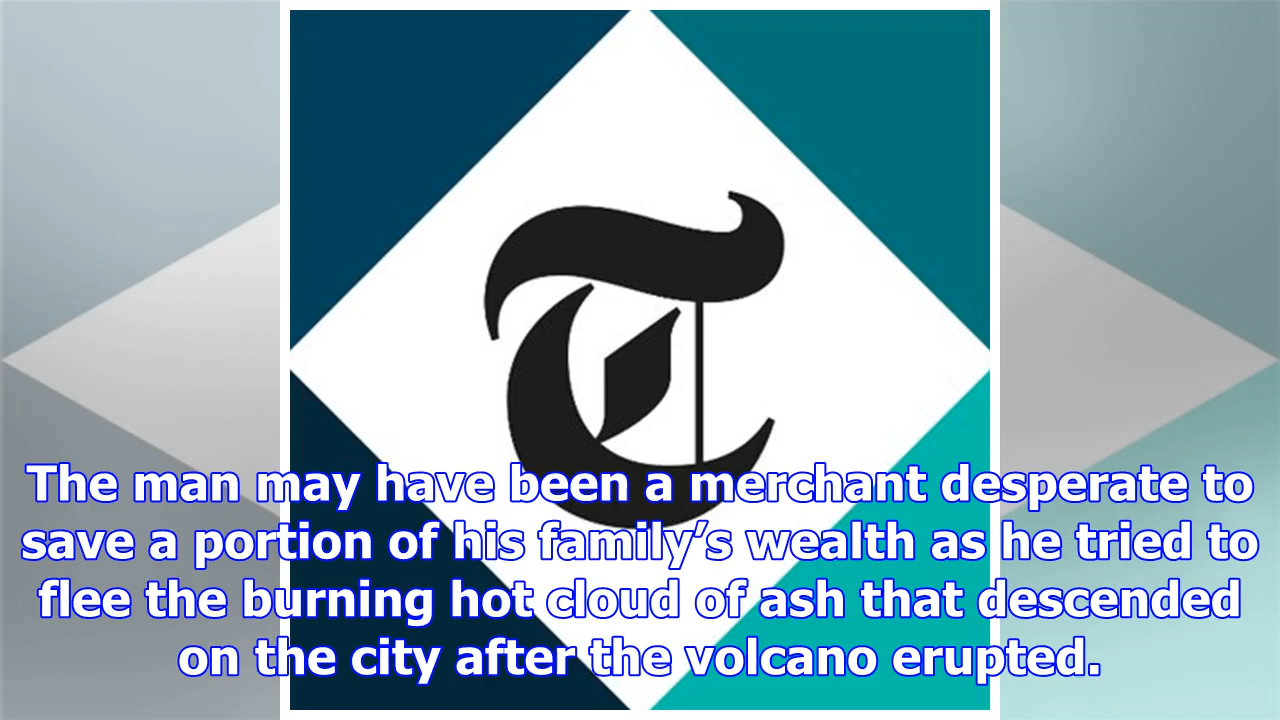 T
The man may have been a merchant desperate to
save a portion of his family’s wealth as he tried to
flee the burning hot cloud of ash that descended
on the city after the volcano erupted.